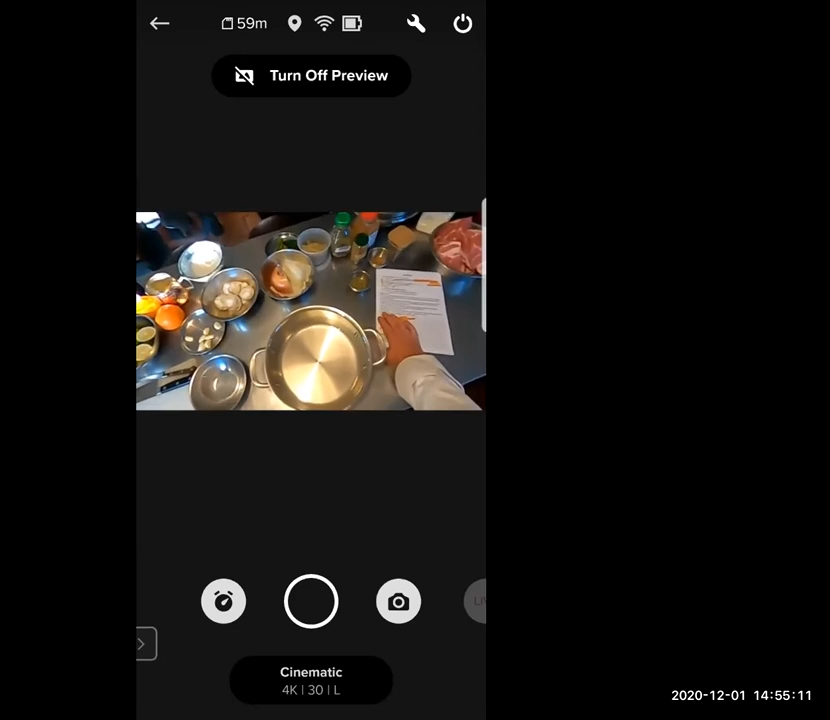 59m
Turn Off Preview
Cinematic
4K | 30 | L
2020-12-01 14:55:11